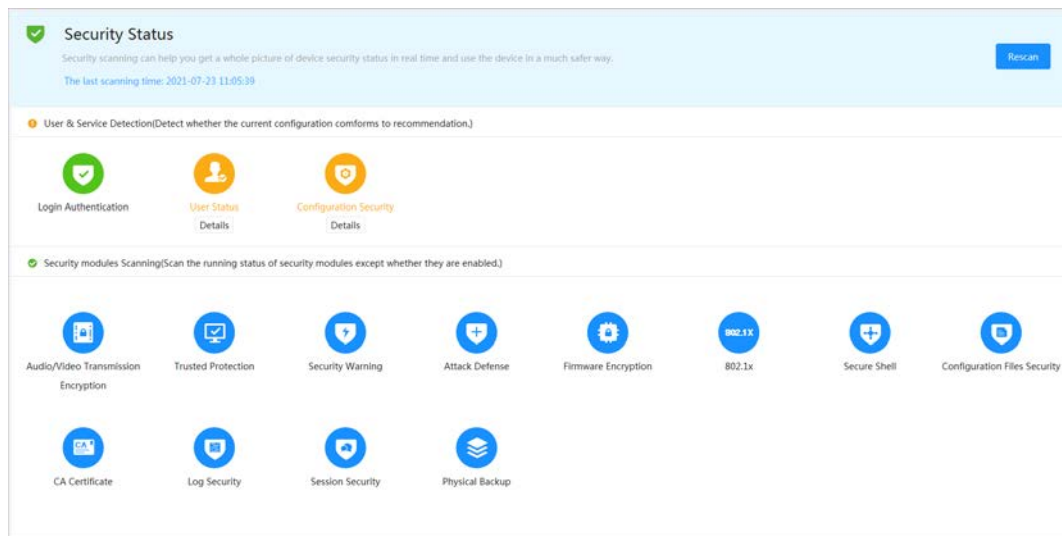 Security Status
Security scanning can help you get a whole picture of device security status in real time and use the device in a much safer way.
The last scanning time: 2021-07-23 11:05:39
Rescan
User & Service Detection(Detect whether the current configuration comforms to recommendation.)
Login Authentication
User Status
Configuration Security
Details
Details
Security modules Scanning(Scan the running status of security modules except whether they are enabled.)
802.1X
Audio/Video Transmission
Encryption
Trusted Protection
Security Warning
Attack Defense
Firmware Encryption
802.1x
Secure Shell
Configuration Files Security
CA
CA Certificate
Log Security
Session Security
Physical Backup